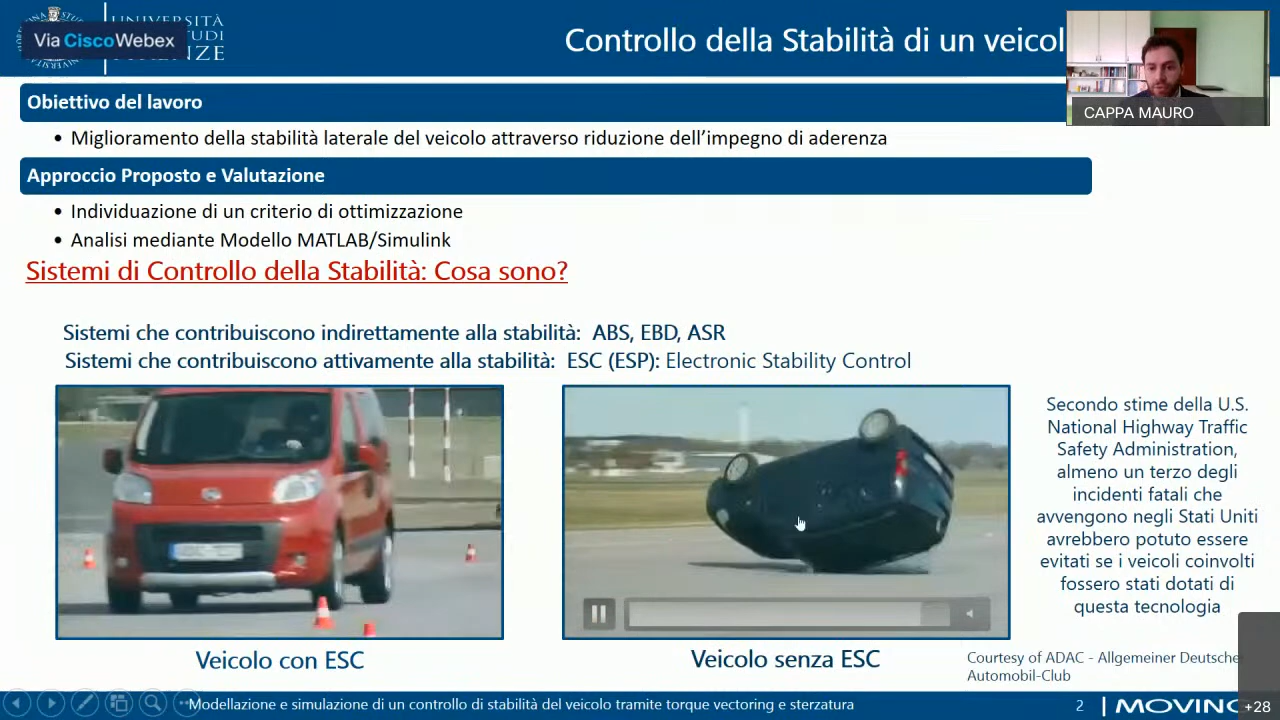 UNIVERSITÀ
Via Cisco Webex
Controllo della Stabilità di un veicol
CAPPA MAURO
Obiettivo del lavoro
• Miglioramento della stabilità laterale del veicolo attraverso riduzione dell’impegno di aderenza
Approccio Proposto e Valutazione
• Individuazione di un criterio di ottimizzazione
• Analisi mediante Modello MATLAB/Simulink
Sistemi di Controllo della Stabilità: Cosa sono?
Sistemi che contribuiscono indirettamente alla stabilità: ABS, EBD, ASR
Sistemi che contribuiscono attivamente alla stabilità: ESC (ESP): Electronic Stability Control
Secondo stime della U.S.
National Highway Traffic
Safety Administration,
almeno un terzo degli
incidenti fatali che
avvengono negli Stati Uniti
avrebbero potuto essere
evitati se i veicoli coinvolti
fossero stati dotati di
questa tecnologia
Veicolo con ESC
Veicolo senza ESC
Courtesy of ADAC - Allgemeiner Deutsche
Automobil-Club
Modellazione e simulazione di un controllo di stabilità del veicolo tramite torque vectoring e sterzatura
2
MOVING
+28